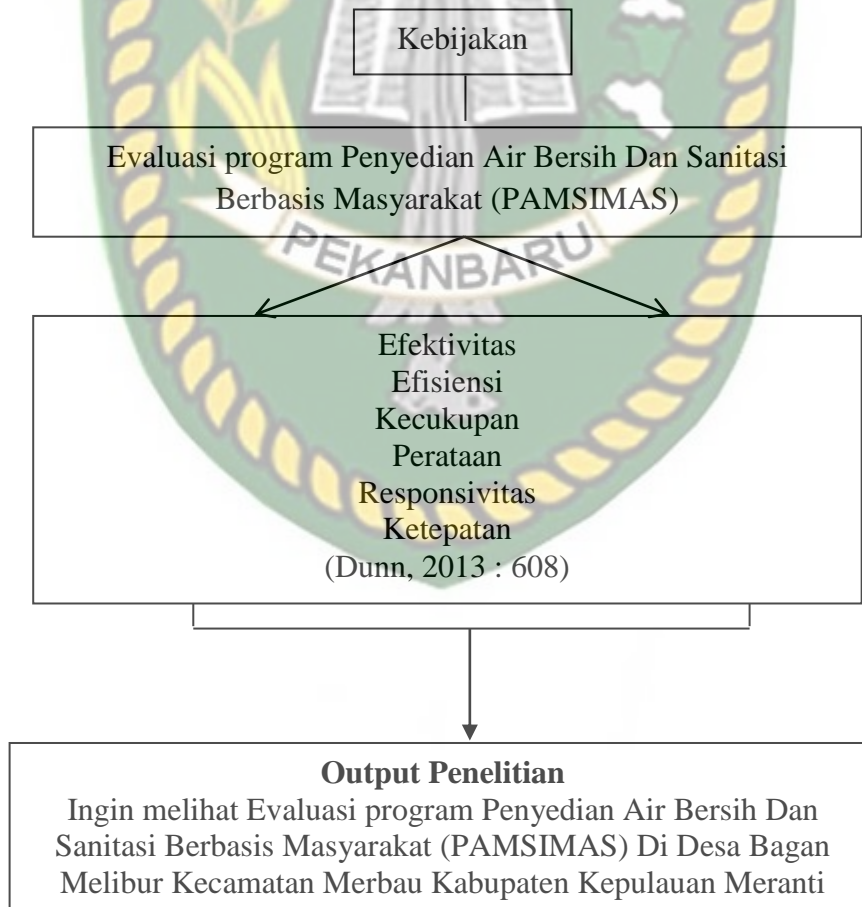 Kebijakan
Evaluasi program Penyedian Air Bersih Dan Sanitasi
Berbasis Masyarakat (PAMSIMAS)
PEKANBARU
Efektivitas
Efisiensi
Kecukupan
Perataan
Responsivitas
Ketepatan
(Dunn, 2013 : 608)
Output Penelitian
Ingin melihat Evaluasi program Penyedian Air Bersih Dan
Sanitasi Berbasis Masyarakat (PAMSIMAS) Di Desa Bagan
Melibur Kecamatan Merbau Kabupaten Kepulauan Meranti